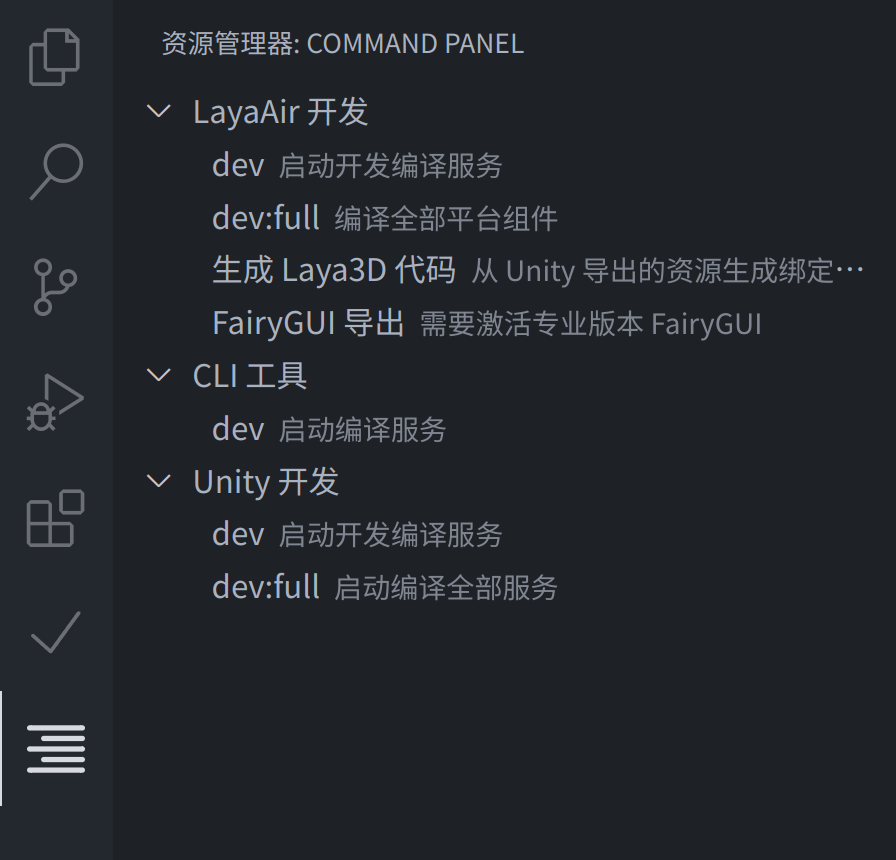 资源管理器: COMMAND PANEL
LayaAir 开发
dev 启动开发编译服务
dev:full 编译全部平台组件
生成 Laya3D 代码 从 Unity 导出的资源生成绑定…
FairyGUI 导出 需要激活专业版本 FairyGUI
CLI 工具
dev 启动编译服务
Unity 开发
dev 启动开发编译服务
dev:full 启动编译全部服务